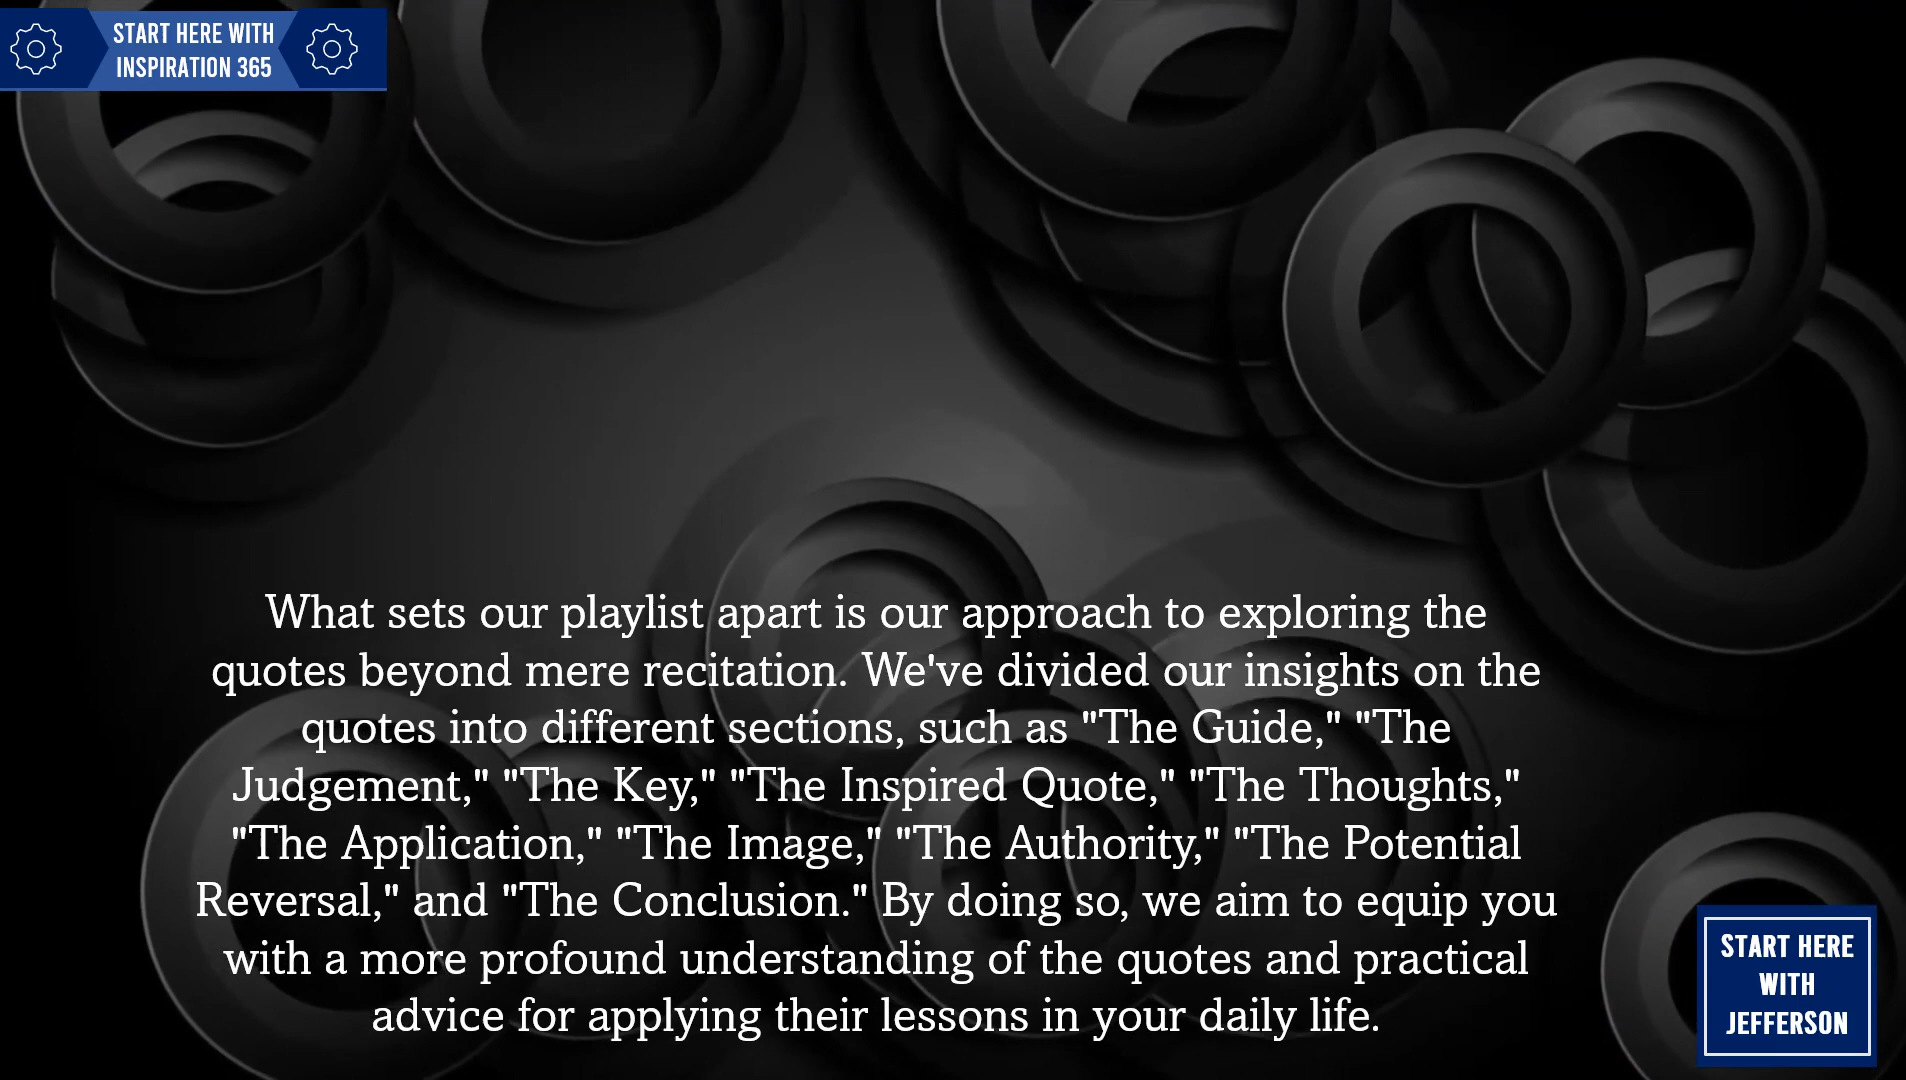 START HERE WITH
INSPIRATION 365
What sets our playlist apart is our approach to exploring the
quotes beyond mere recitation. We've divided our insights on the
quotes into different sections, such as "The Guide," "The
Judgement," "The Key," "The Inspired Quote," "The Thoughts,"
"The Application," "The Image," "The Authority," "The Potential
Reversal," and "The Conclusion." By doing so, we aim to equip you
with a more profound understanding of the quotes and practical
advice for applying their lessons in your daily life.
START HERE
WITH
JEFFERSON